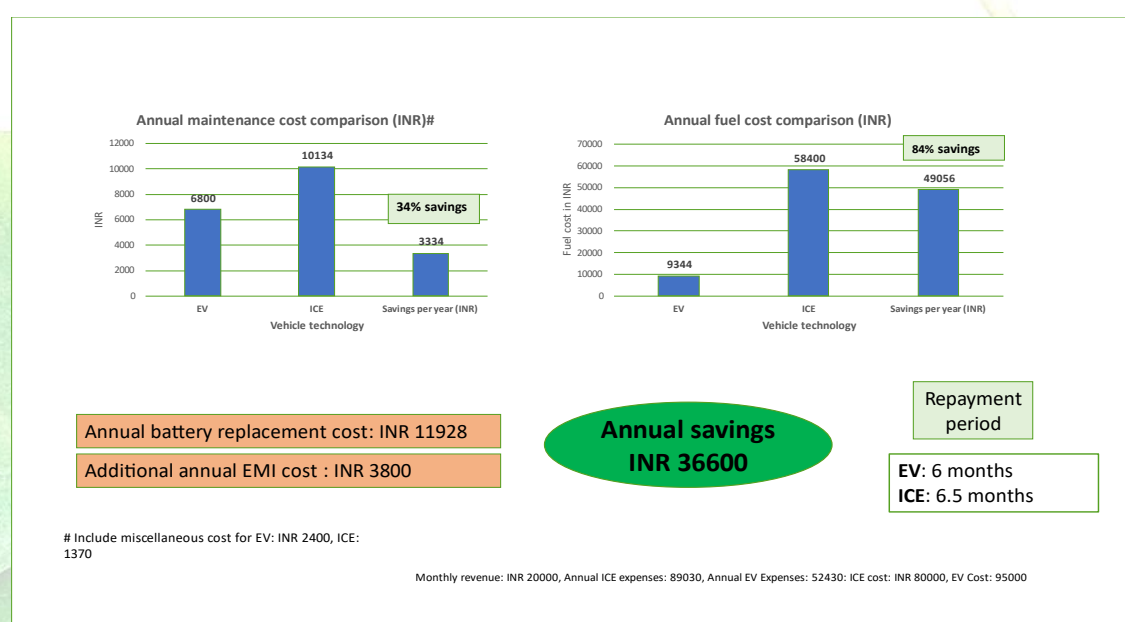 Annual maintenance cost comparison (INR)#
12000
10000
8000
6000
4000
2000
0
INR
6800
10134
3334
34% savings
EV
ICE
Savings per year (INR)
Vehicle technology
Annual fuel cost comparison (INR)
70000
60000
50000
40000
30000
20000
10000
0
Fuel cost in INR
9344
58400
49056
84% savings
EV
ICE
Savings per year (INR)
Vehicle technology
Annual battery replacement cost: INR 11928
Additional annual EMI cost : INR 3800
Annual savings
INR 36600
Repayment
period
EV: 6 months
ICE: 6.5 months
# Include miscellaneous cost for EV: INR 2400, ICE:
1370
Monthly revenue: INR 20000, Annual ICE expenses: 89030, Annual EV Expenses: 52430: ICE cost: INR 80000, EV Cost: 95000